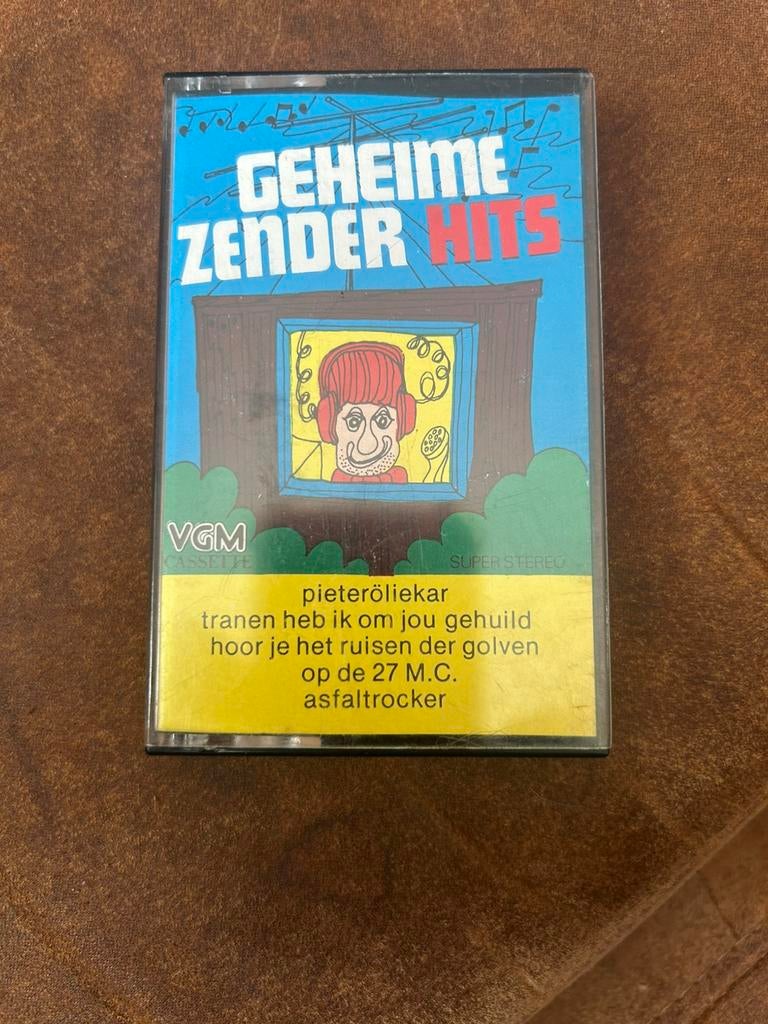 GEHEIME
ZENDER HITS
VGM
CASSETTE
SUPER STEREO
pieteröliekar
tranen heb ik om jou gehuild
hoor je het ruisen der golven
op de 27 M.C.
asfaltrocker